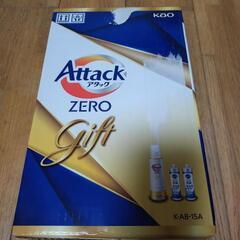 KAO
Attack
アタック
ZERO
gift
K·AB-15A